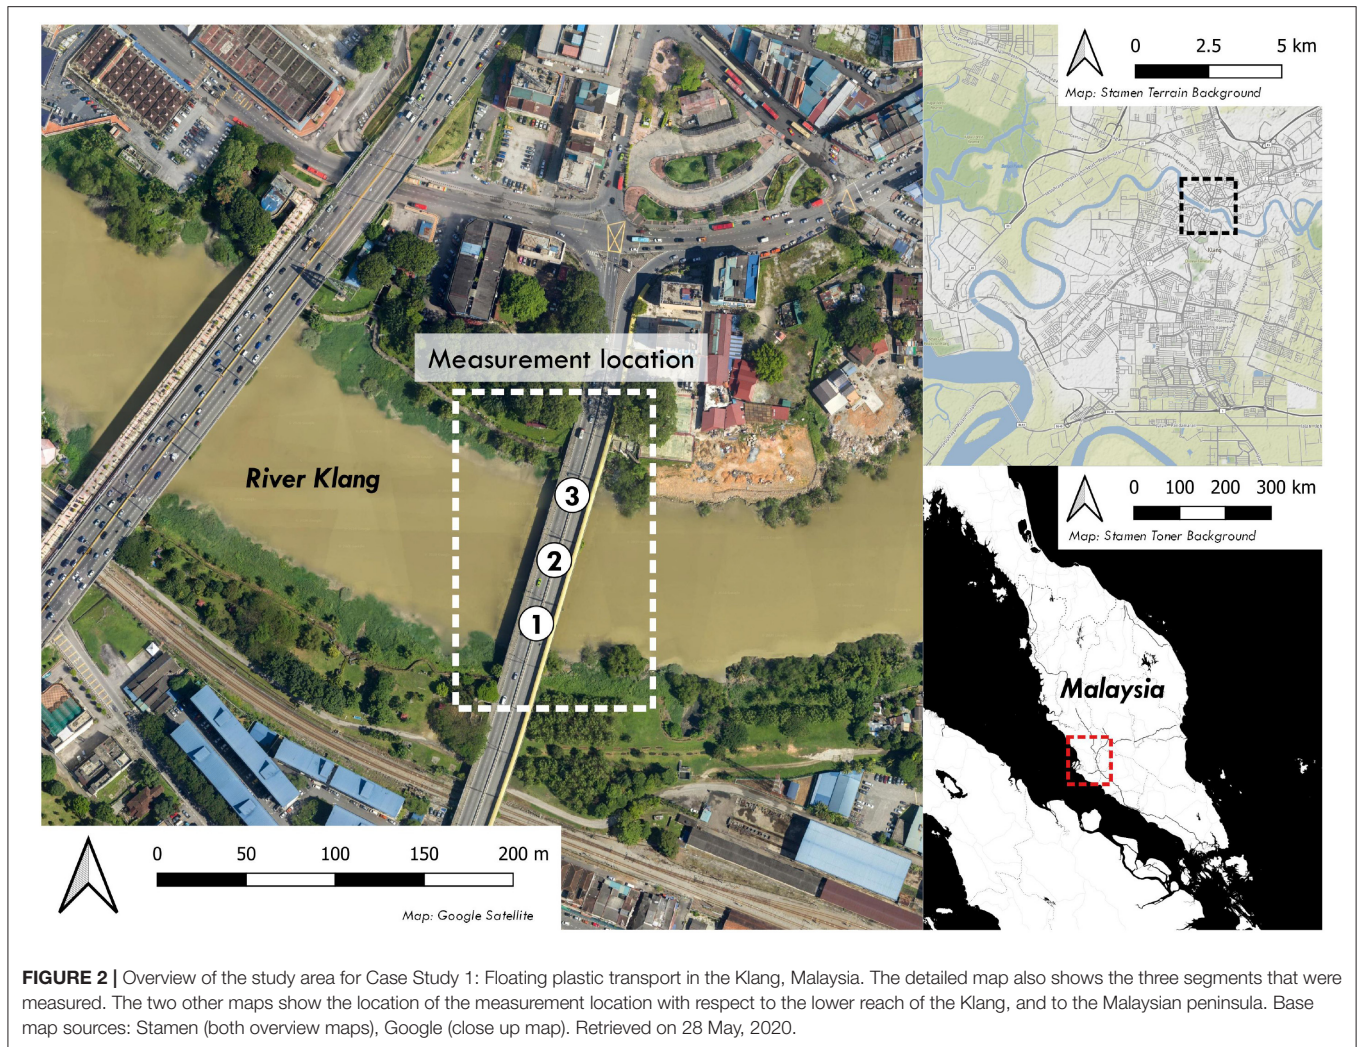 0 2.5 5 km
Map: Stamen Terrain Background
Measurement location
River Klang
3
2
1
Klang
0 100 200 300 km
Map: Stamen Toner Background
Malaysia
0 50 100 150 200 m
Map: Google Satellite
FIGURE 2 | Overview of the study area for Case Study 1: Floating plastic transport in the Klang, Malaysia. The detailed map also shows the three segments that were
measured. The two other maps show the location of the measurement location with respect to the lower reach of the Klang, and to the Malaysian peninsula. Base
map sources: Stamen (both overview maps), Google (close up map). Retrieved on 28 May, 2020.